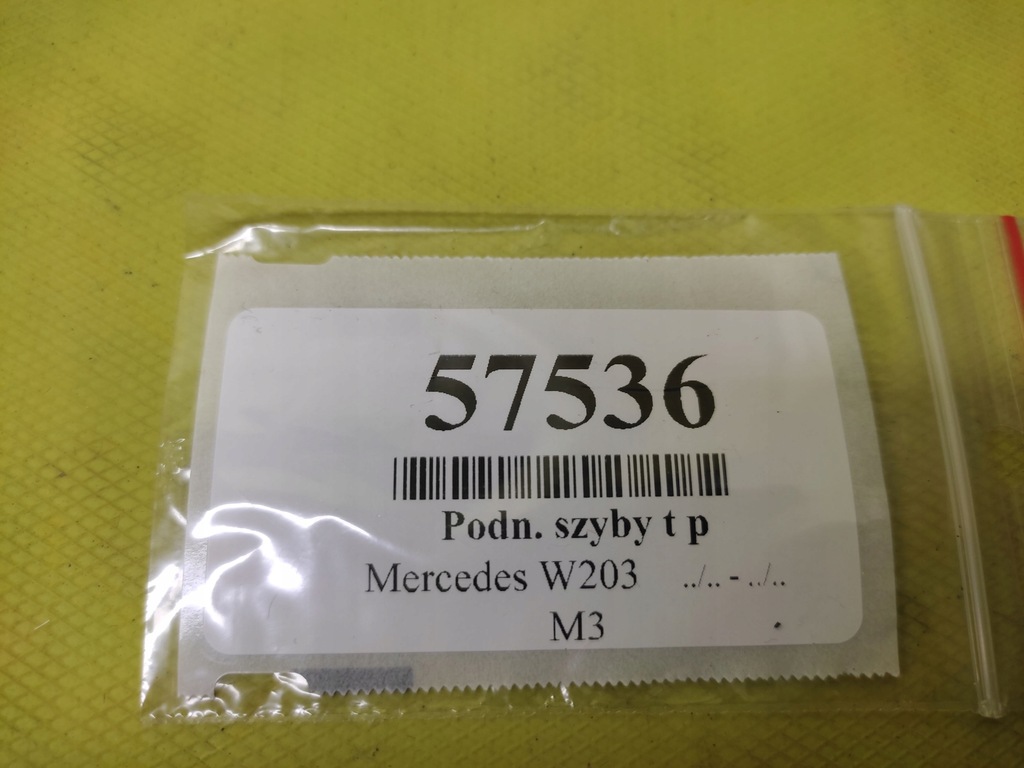 57536
Podn. szyby t p
Mercedes W203 ../.. - ../..
M3